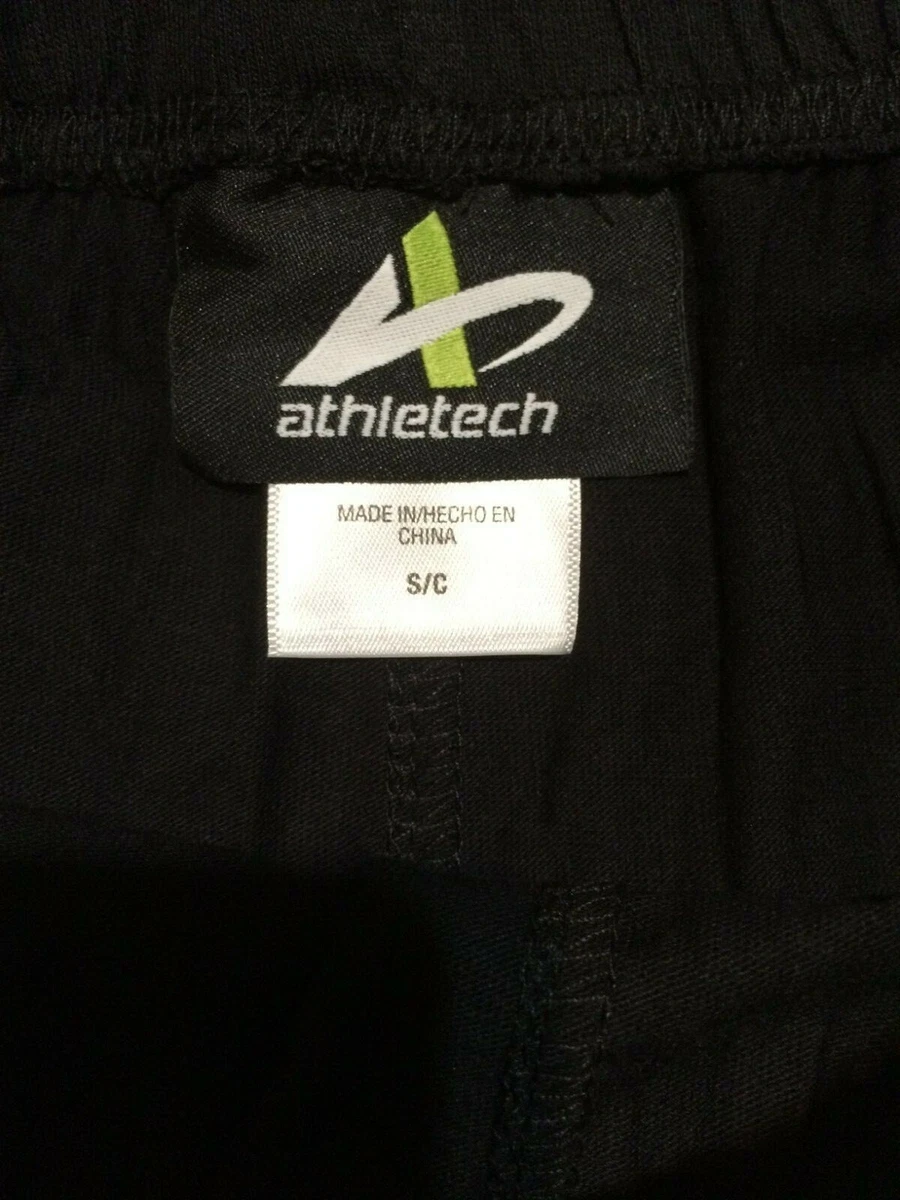 athletech
MADE IN/HECHO EN
CHINA
S/C